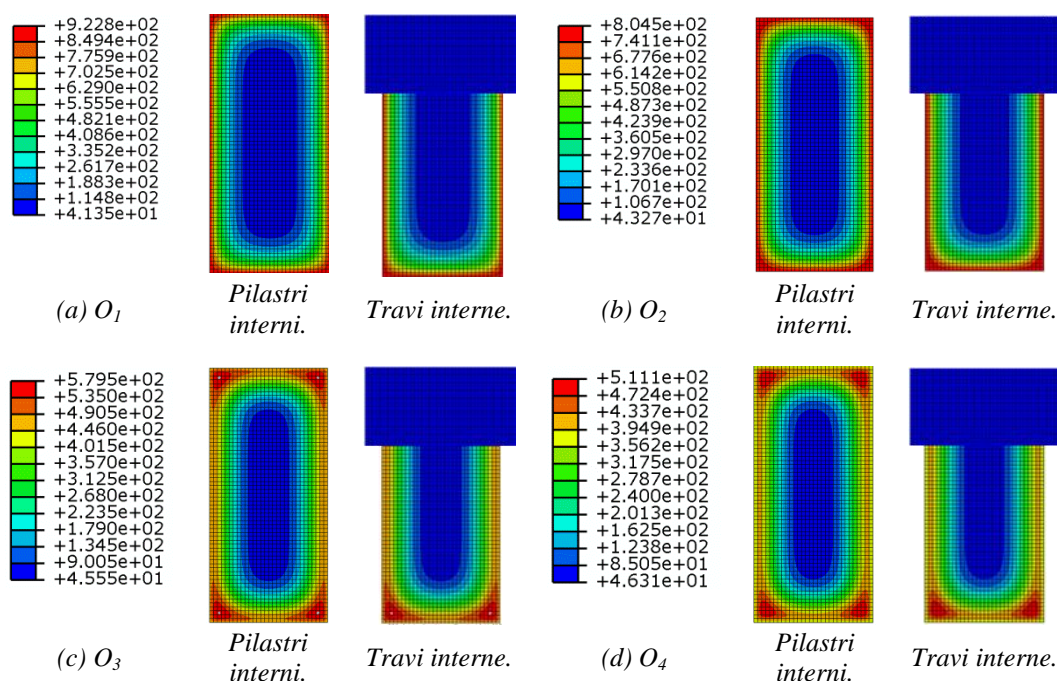 +9.228e+02
+8.494e+02
+7.759e+02
+7.025e+02
+6.290e+02
+5.555e+02
+4.821e+02
+4.086e+02
+3.352e+02
+2.617e+02
+1.883e+02
+1.148e+02
+4.135e+01
(a) O1
Pilastri
interni.
Travi interne.
+8.045e+02
+7.411e+02
+6.776e+02
+6.142e+02
+5.508e+02
+4.873e+02
+4.239e+02
+3.605e+02
+2.970e+02
+2.336e+02
+1.701e+02
+1.067e+02
+4.327e+01
(b) O2
Pilastri
interni.
Travi interne.
+5.795e+02
+5.350e+02
+4.905e+02
+4.460e+02
+4.015e+02
+3.570e+02
+3.125e+02
+2.680e+02
+2.235e+02
+1.790e+02
+1.345e+02
+9.005e+01
+4.555e+01
(c) O3
Pilastri
interni.
Travi interne.
+5.111e+02
+4.724e+02
+4.337e+02
+3.949e+02
+3.562e+02
+3.175e+02
+2.787e+02
+2.400e+02
+2.013e+02
+1.625e+02
+1.238e+02
+8.505e+01
+4.631e+01
(d) O4
Pilastri
interni.
Travi interne.